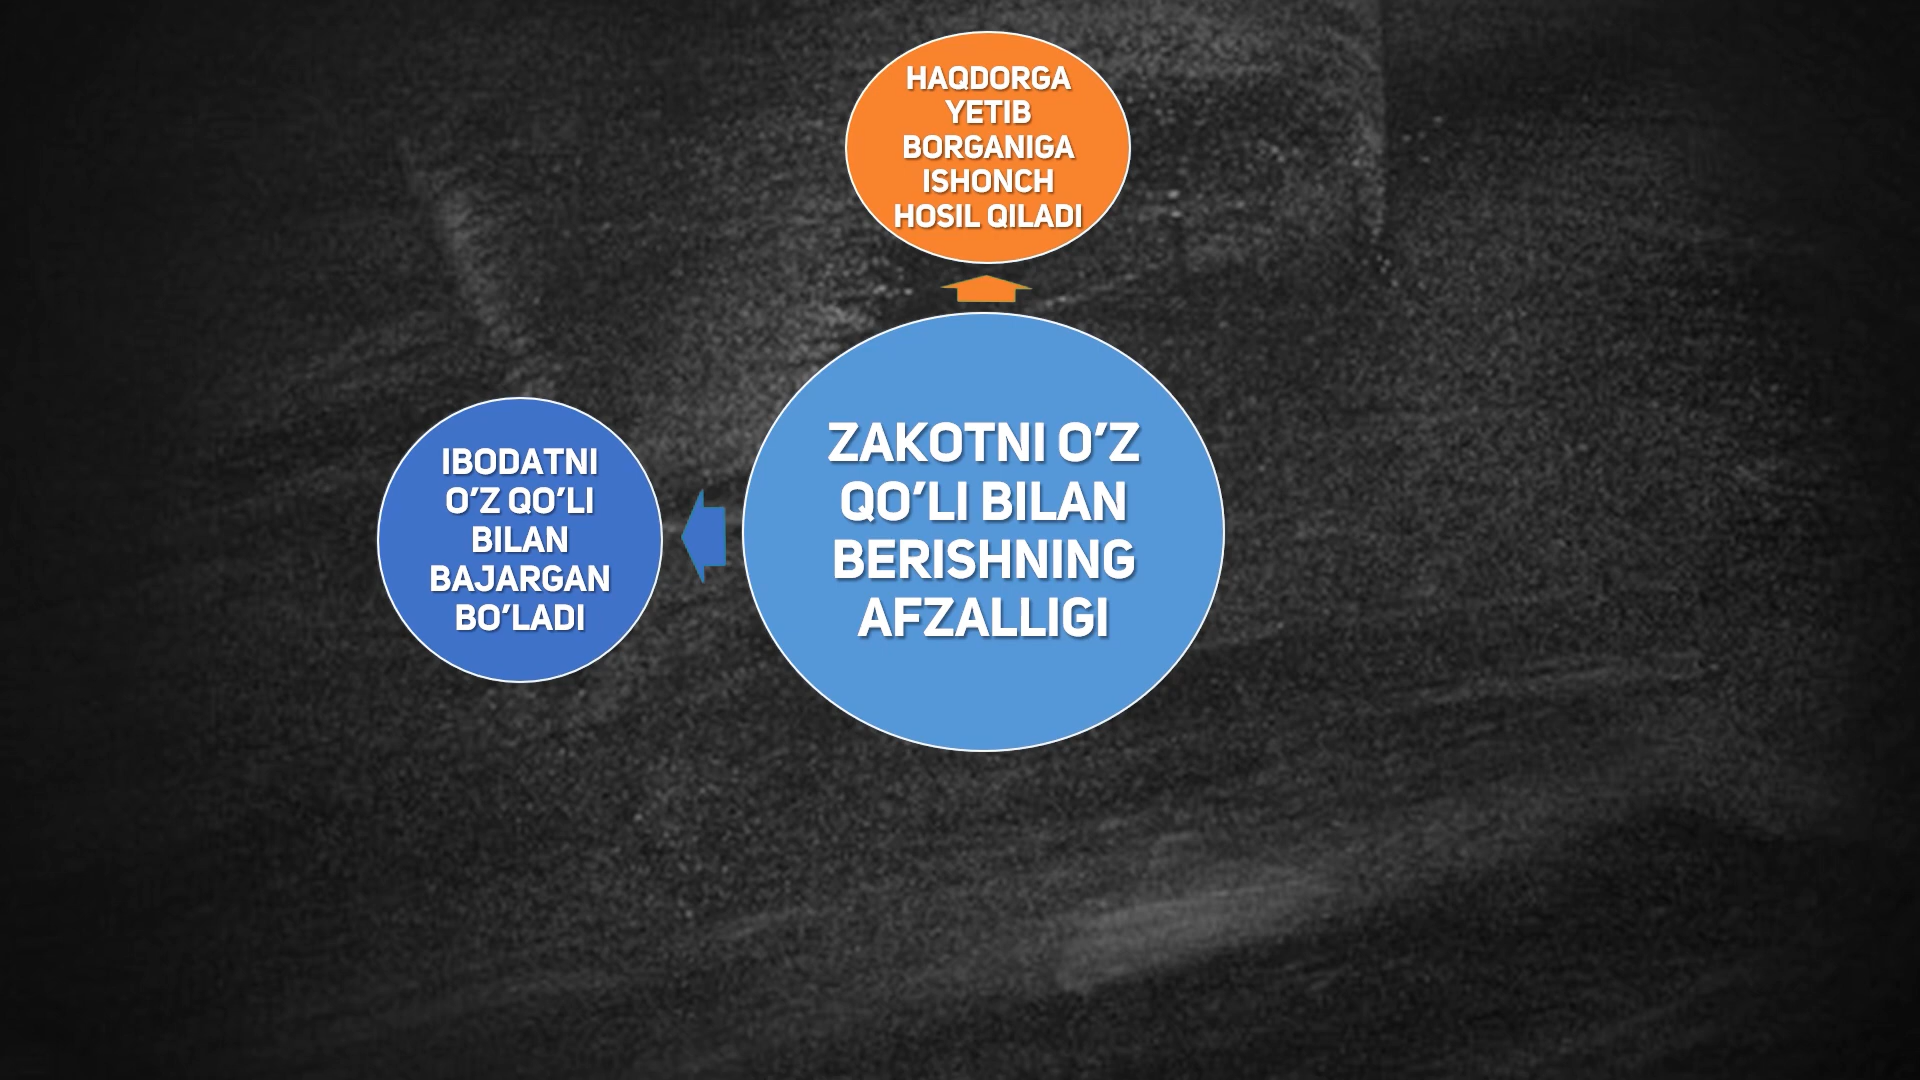 HAQDORGA
YETIB
BORGANIGA
ISHONCH
HOSIL QILADI
IBODATNI
O’Z QO’LI
BILAN
BAJARGAN
BO’LADI
ZAKOTNI O’Z
QO’LI BILAN
BERISHNING
AFZALLIGI